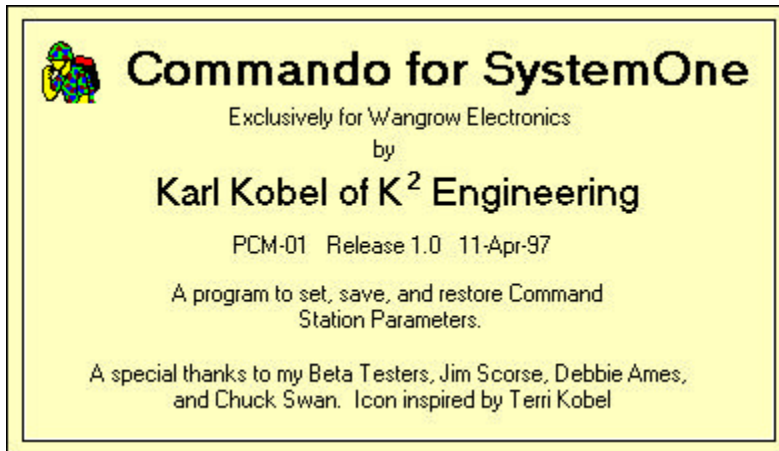 Commando for SystemOne
Exclusively for Wangrow Electronics
by
Karl Kobel of K² Engineering
PCM-01 Release 1.0 11-Apr-97
A program to set, save, and restore Command
Station Parameters.
A special thanks to my Beta Testers, Jim Scorse, Debbie Ames,
and Chuck Swan. Icon inspired by Terri Kobel